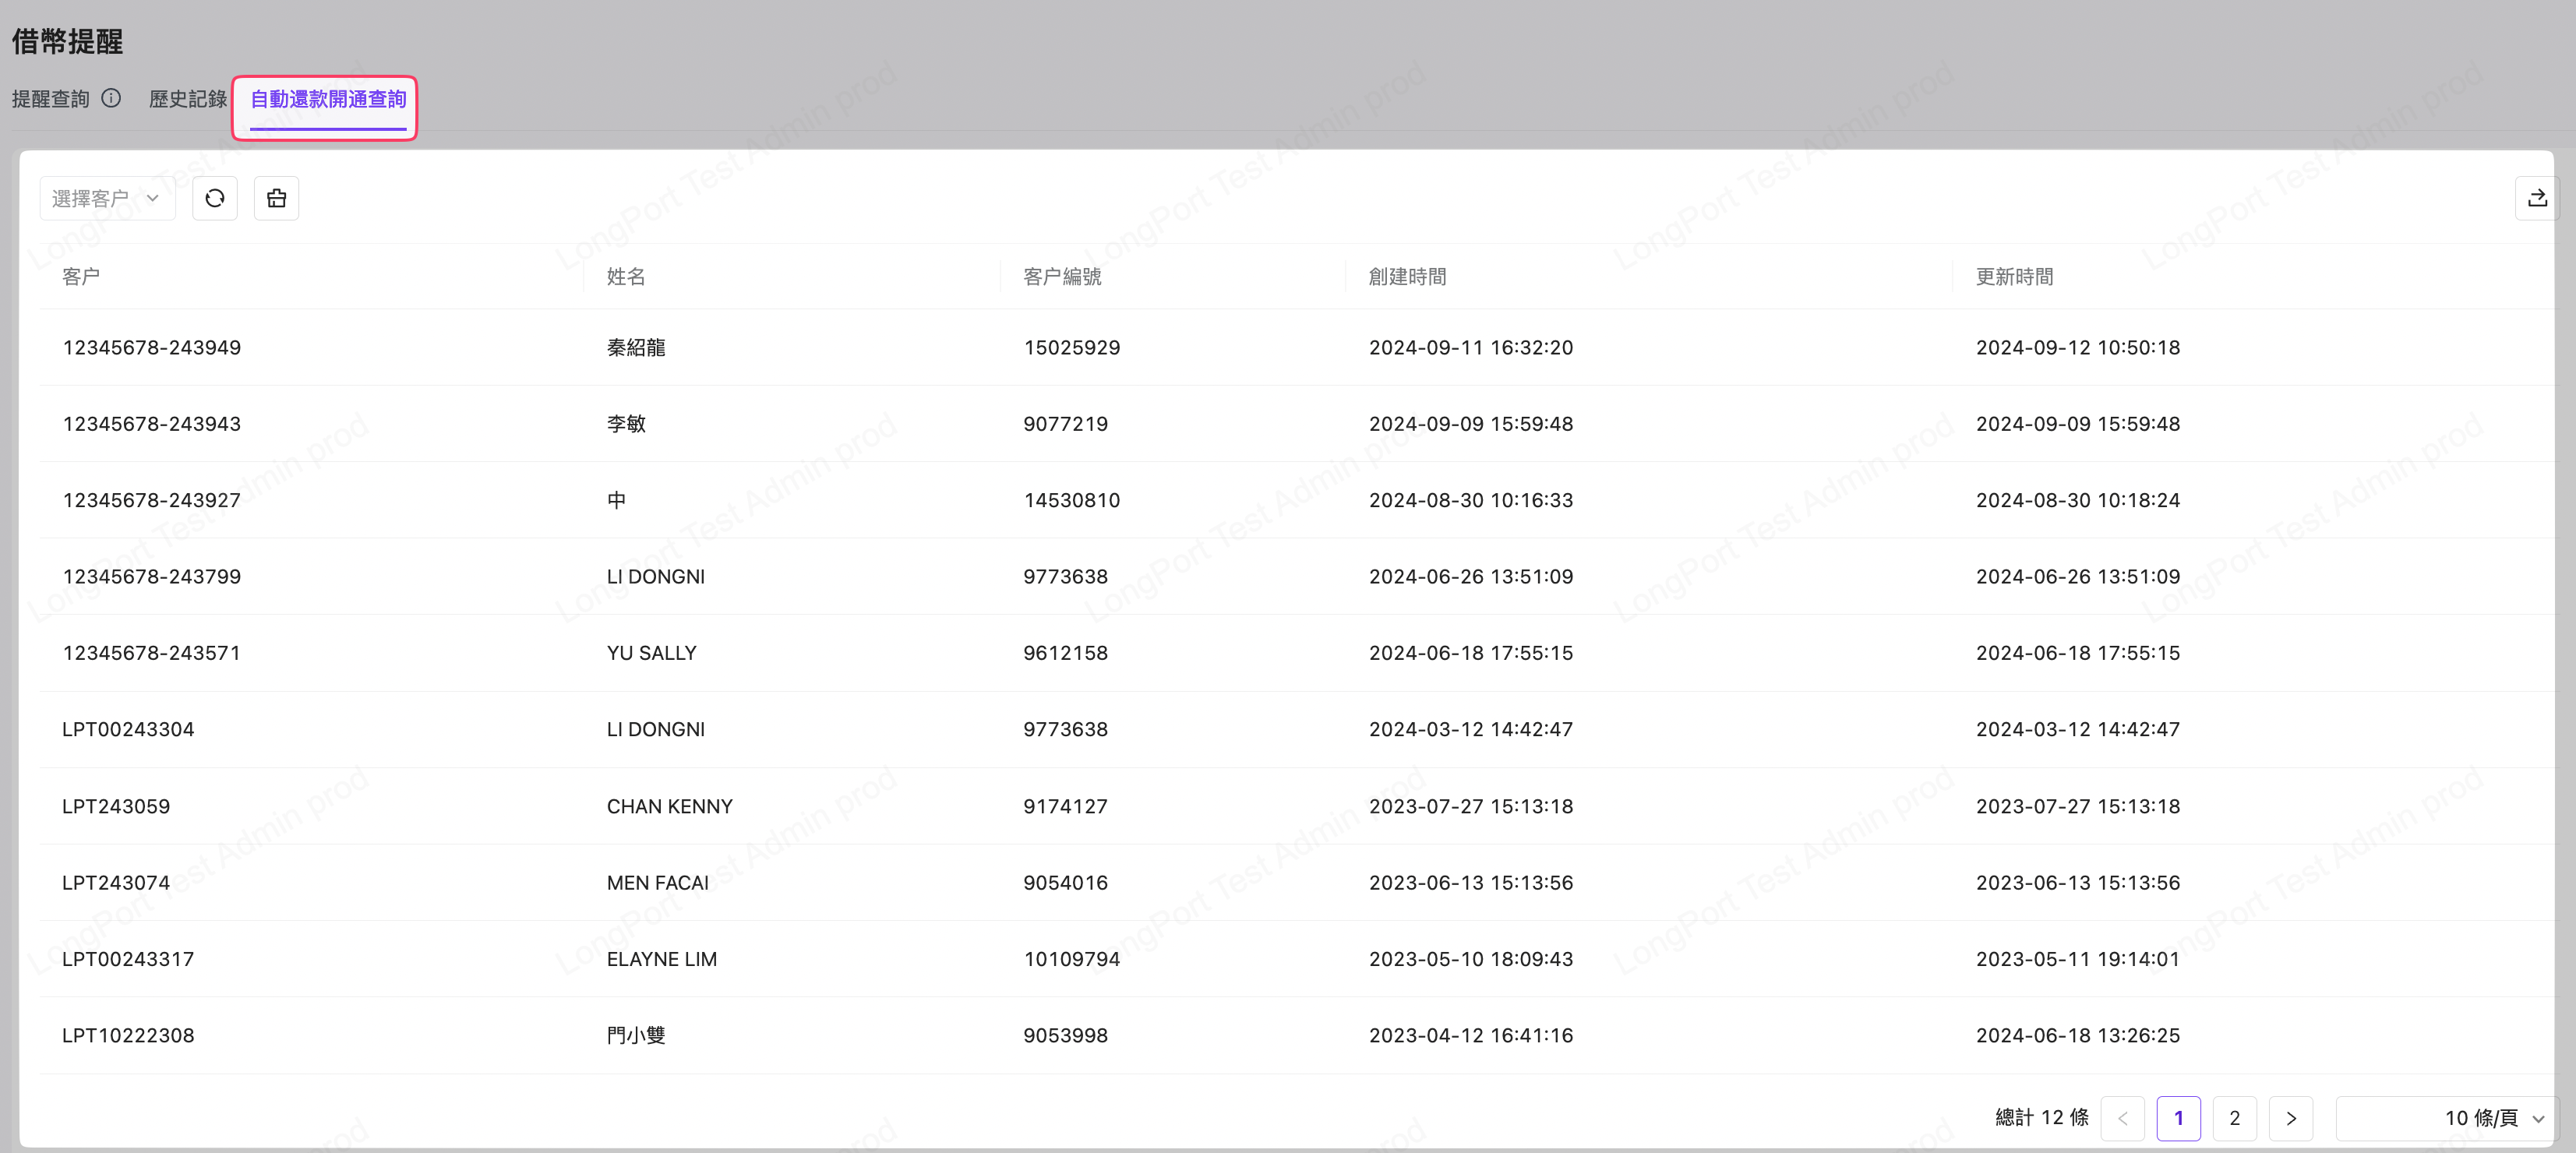 借幣提醒
提醒查詢 歷史記錄 自動還款開通查詢
選擇客户
客户 姓名 客户編號 創建時間 更新時間
12345678-243949 秦紹龍 15025929 2024-09-11 16:32:20 2024-09-12 10:50:18
12345678-243943 李敏 9077219 2024-09-09 15:59:48 2024-09-09 15:59:48
12345678-243927 中 14530810 2024-08-30 10:16:33 2024-08-30 10:18:24
12345678-243799 LI DONGNI 9773638 2024-06-26 13:51:09 2024-06-26 13:51:09
12345678-243571 YU SALLY 9612158 2024-06-18 17:55:15 2024-06-18 17:55:15
LPT00243304 LI DONGNI 9773638 2024-03-12 14:42:47 2024-03-12 14:42:47
LPT243059 CHAN KENNY 9174127 2023-07-27 15:13:18 2023-07-27 15:13:18
LPT243074 MEN FACAI 9054016 2023-06-13 15:13:56 2023-06-13 15:13:56
LPT00243317 ELAYNE LIM 10109794 2023-05-10 18:09:43 2023-05-11 19:14:01
LPT10222308 門小雙 9053998 2023-04-12 16:41:16 2024-06-18 13:26:25
總計 12 條 < 1 2 > 10 條/頁
LongPort Test Admin prod